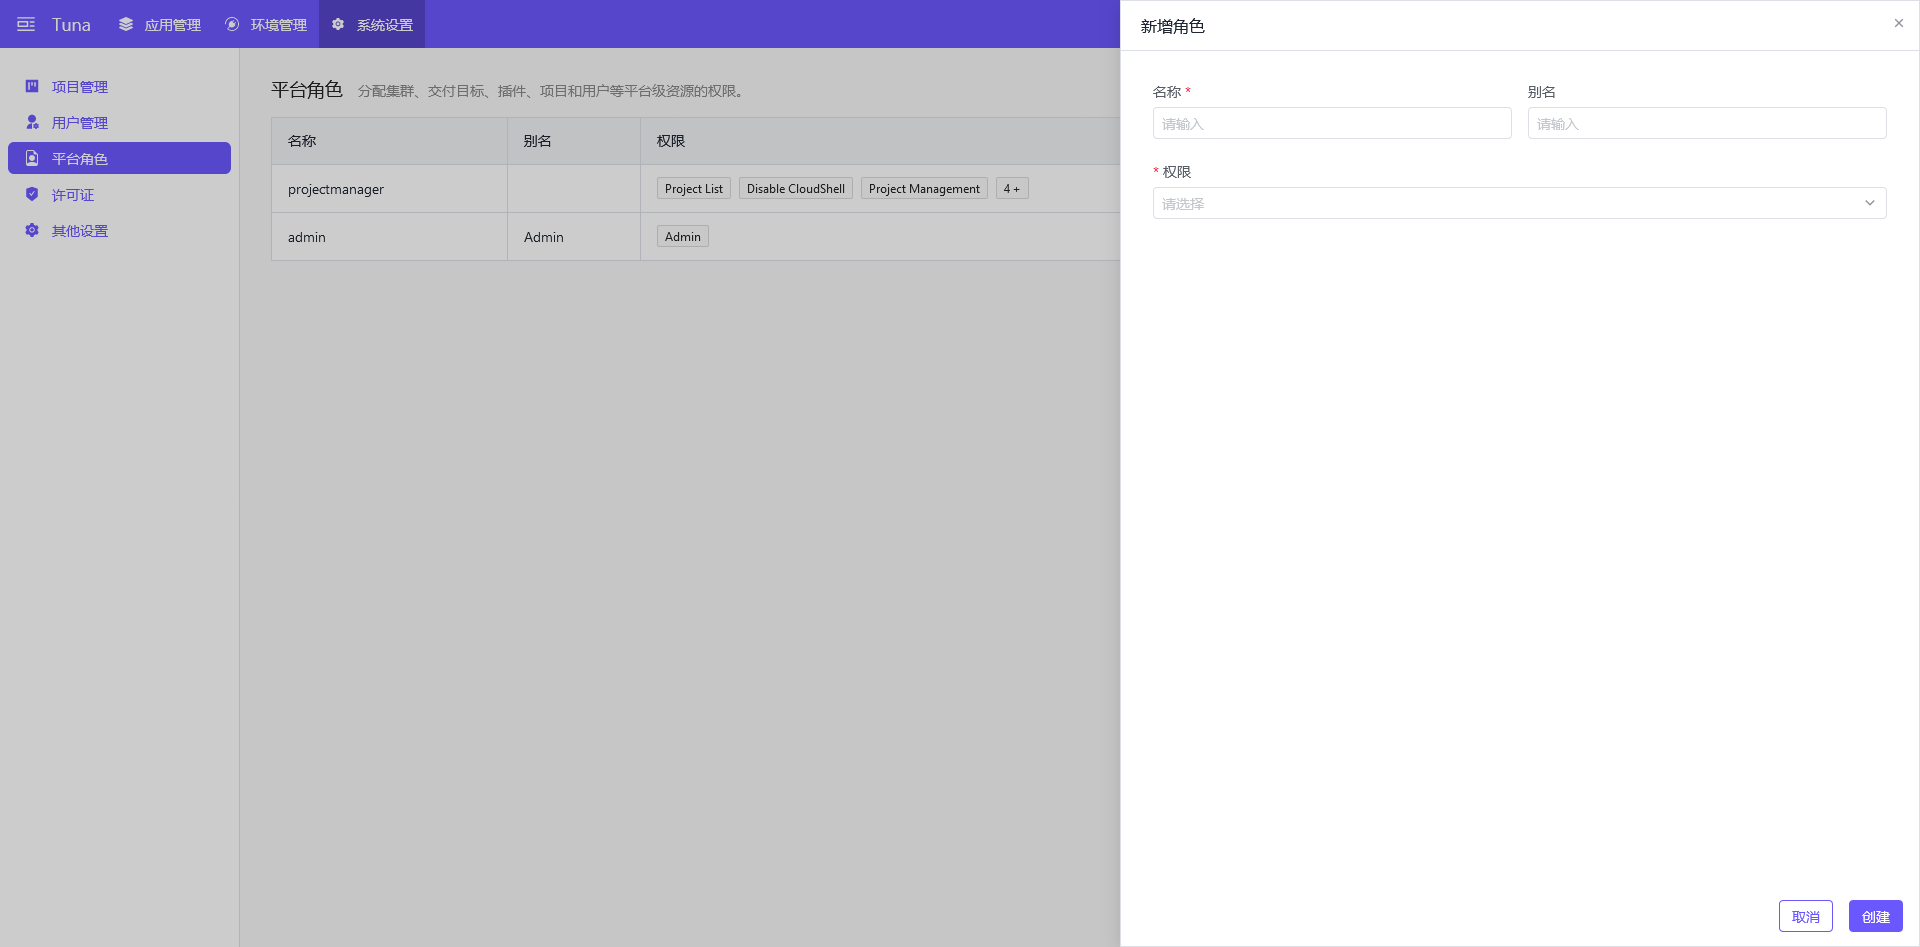 Tuna 应用管理 环境管理 系统设置
项目管理
用户管理
平台角色
许可证
其他设置
平台角色 分配集群、交付目标、插件、项目和用户等平台级资源的权限。
名称 别名 权限
projectmanager Project List Disable CloudShell Project Management 4 +
admin Admin Admin
新增角色
名称 * 别名
请输入 请输入
* 权限
请选择
取消 创建